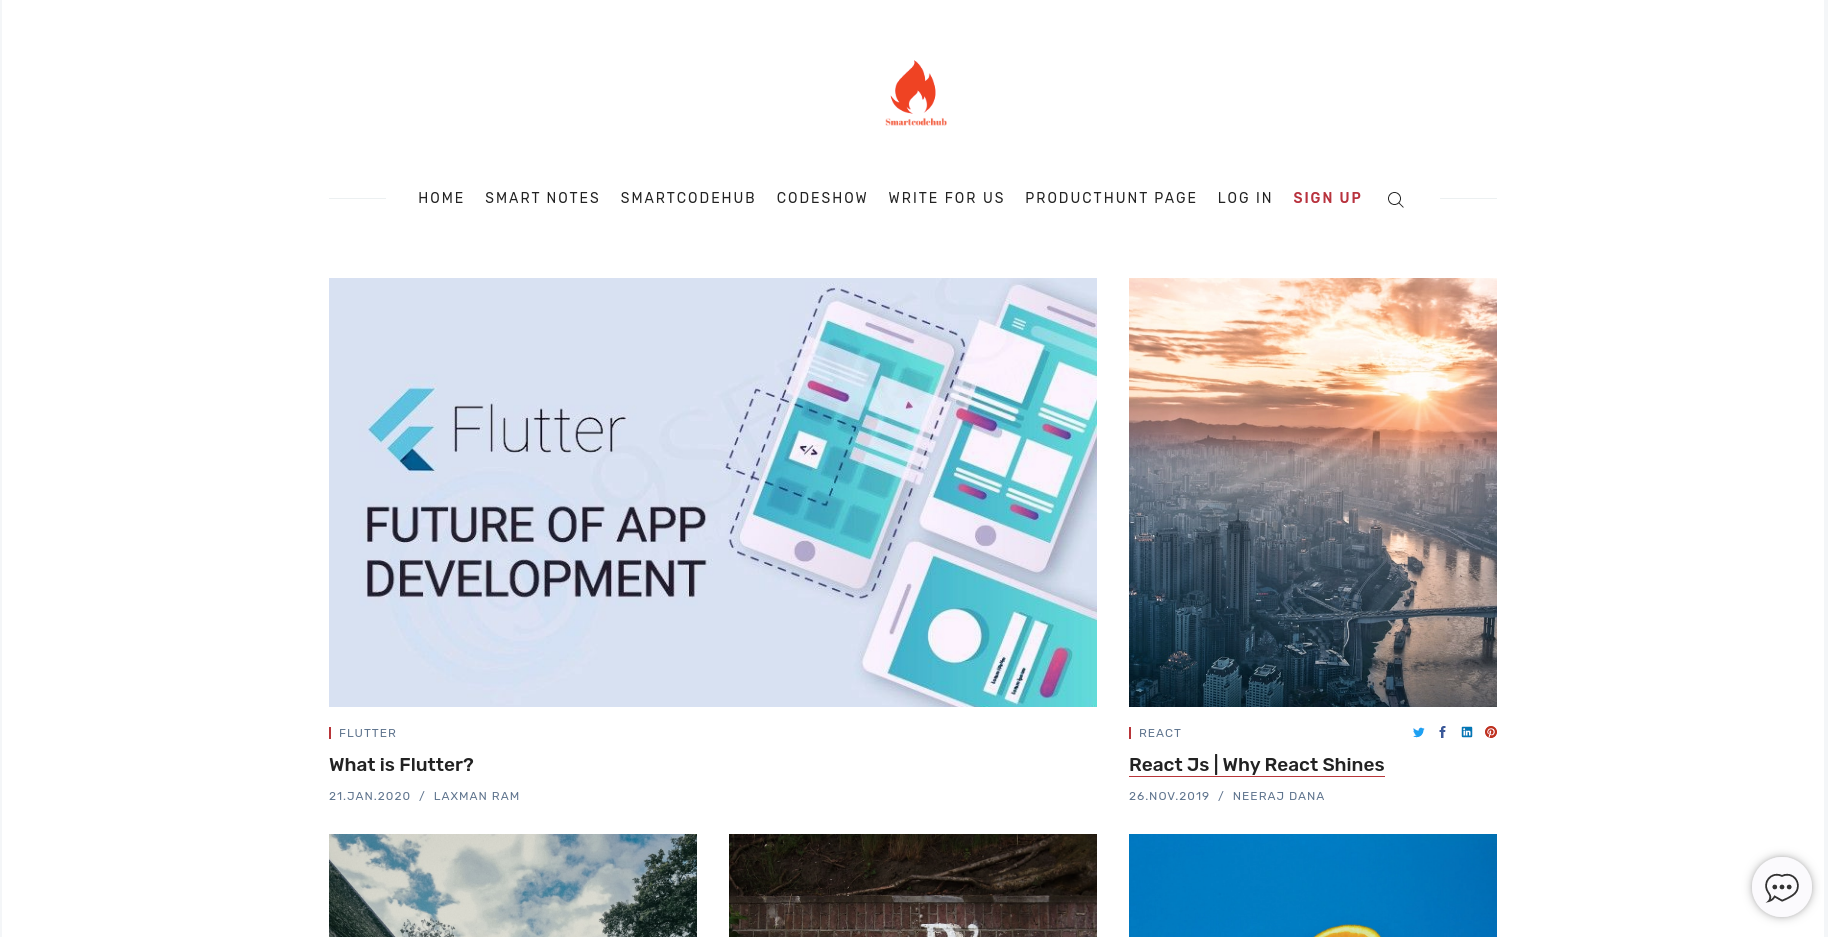 Smartcodehub
HOME SMART NOTES SMARTCODEHUB CODESHOW WRITE FOR US PRODUCTHUNT PAGE LOG IN SIGN UP
Flutter
FUTURE OF APP
DEVELOPMENT
</>
FLUTTER
What is Flutter?
21.JAN.2020 / LAXMAN RAM
REACT
React Js | Why React Shines
26.NOV.2019 / NEERAJ DANA